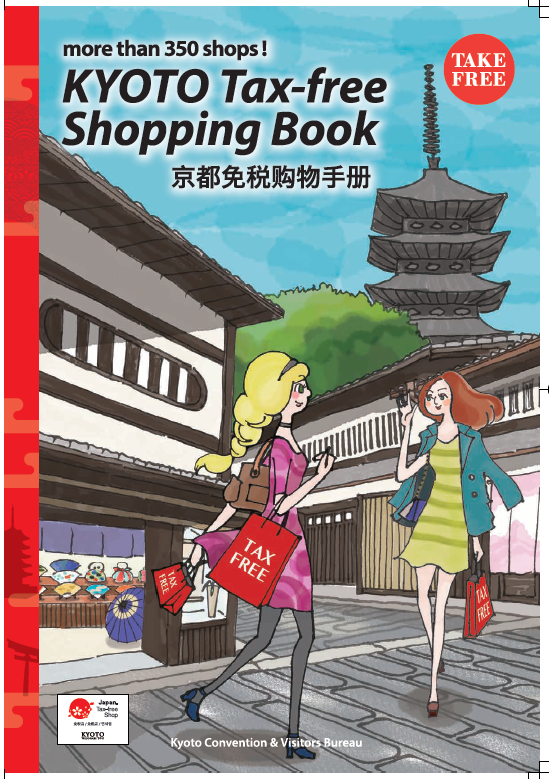 more than 350 shops!
TAKE
FREE
KYOTO Tax-free
Shopping Book
京都免税购物手册
TAX
FREE
TAX
FREE
TAX
FREE
Japan.
Tax-free
Shop
KYOTO
Kyoto Convention & Visitors Bureau